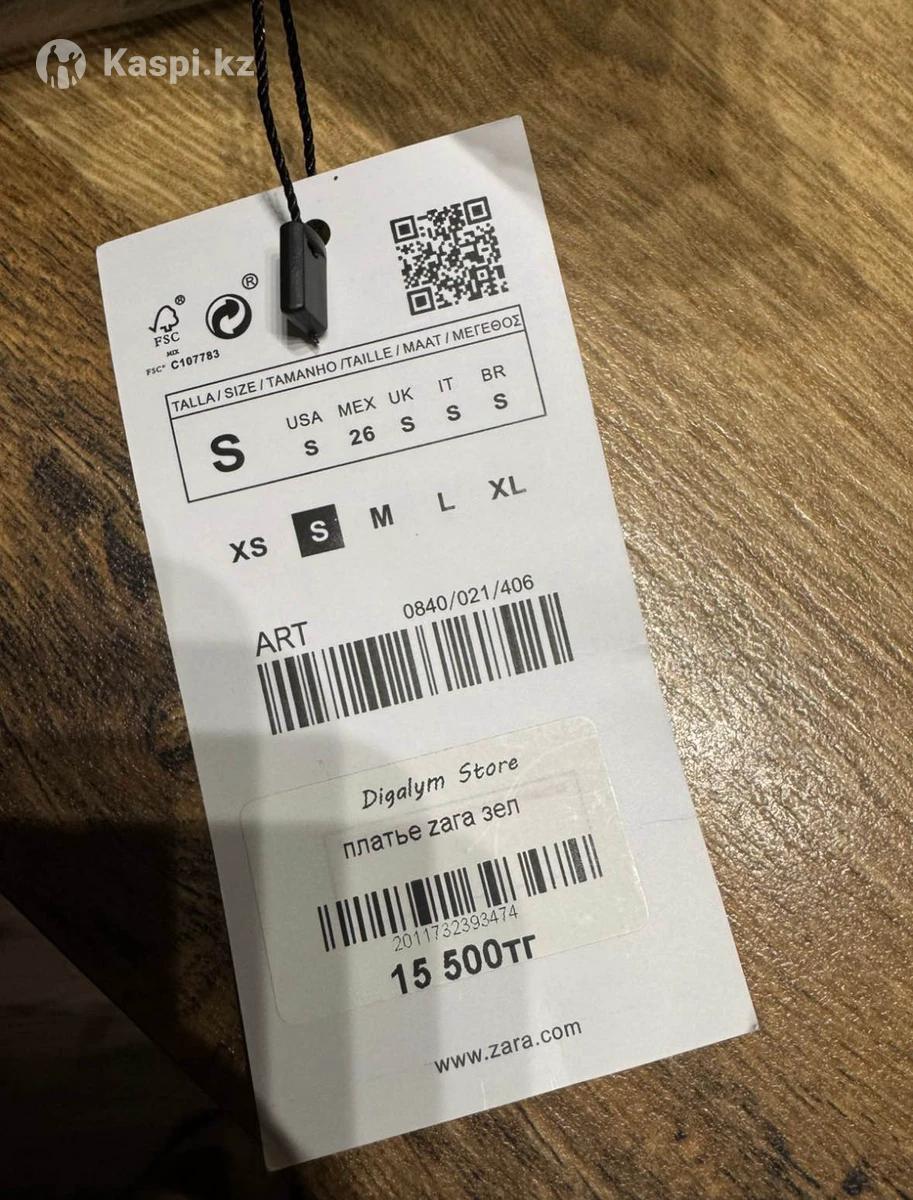 Kaspi.kz
FSC
MIX
FSC® C107783
®
®
TALLA / SIZE / TAMANHO /TAILLE / MAAT / ΜΕΓΕΘΟΣ
S
USA MEX UK IT BR
S 26 S S S
XS S M L XL
ART 0840/021/406
Digalym Store
платье zara зел
2011732393474
15 500тг
www.zara.com